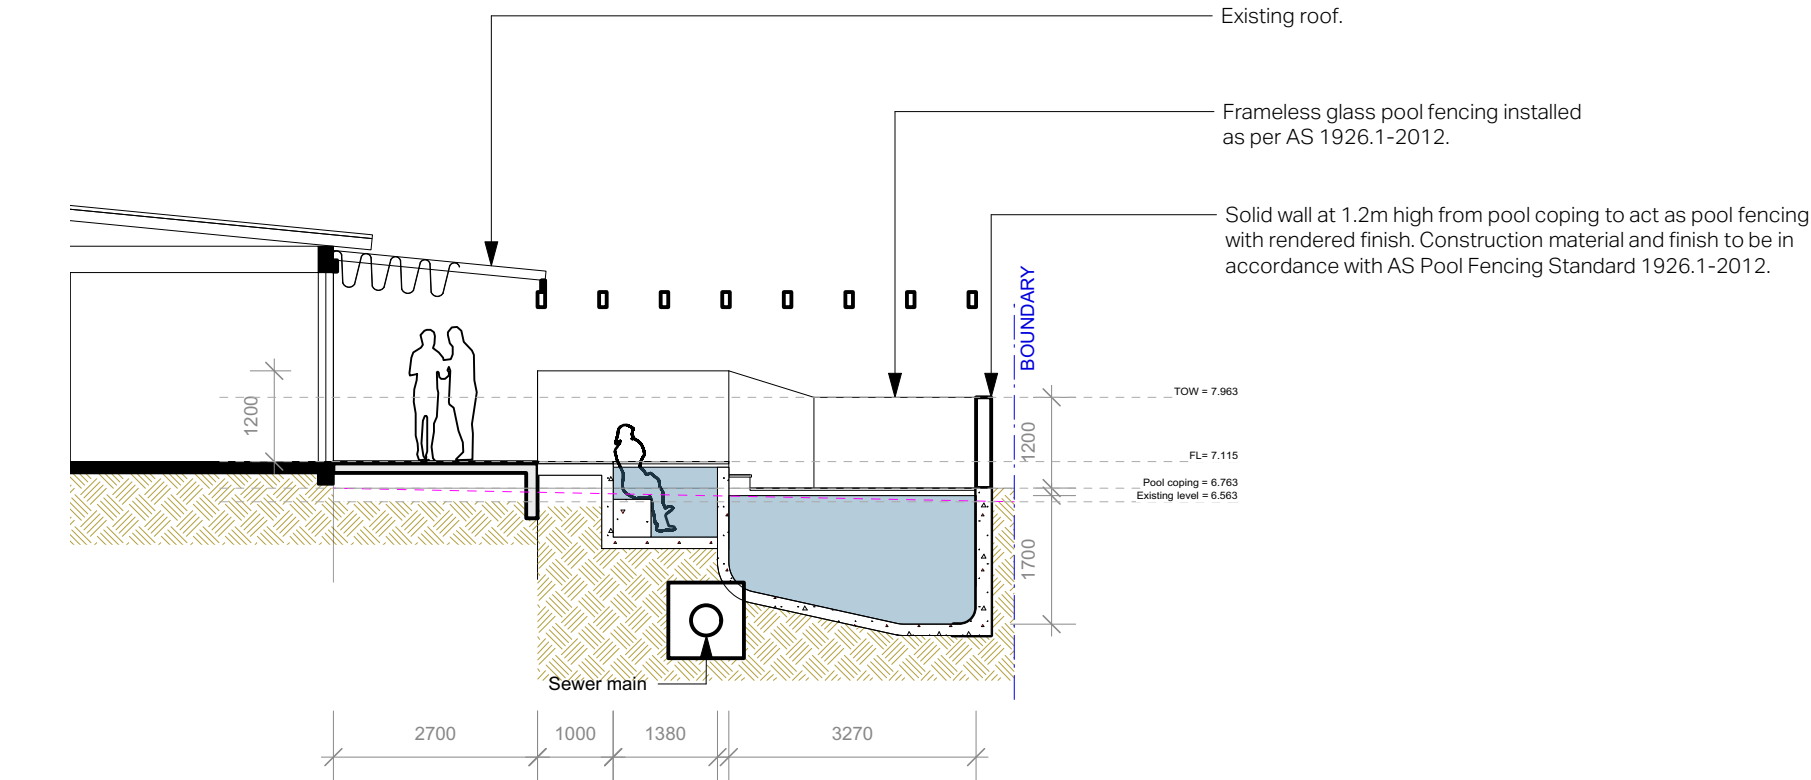 Existing roof.
Frameless glass pool fencing installed
as per AS 1926.1-2012.
Solid wall at 1.2m high from pool coping to act as pool fencing
with rendered finish. Construction material and finish to be in
accordance with AS Pool Fencing Standard 1926.1-2012.
BOUNDARY
TOW = 7.963
1200
1200
FL= 7.115
Pool coping = 6.763
Existing level = 6.563
1700
Sewer main
2700
1000
1380
3270